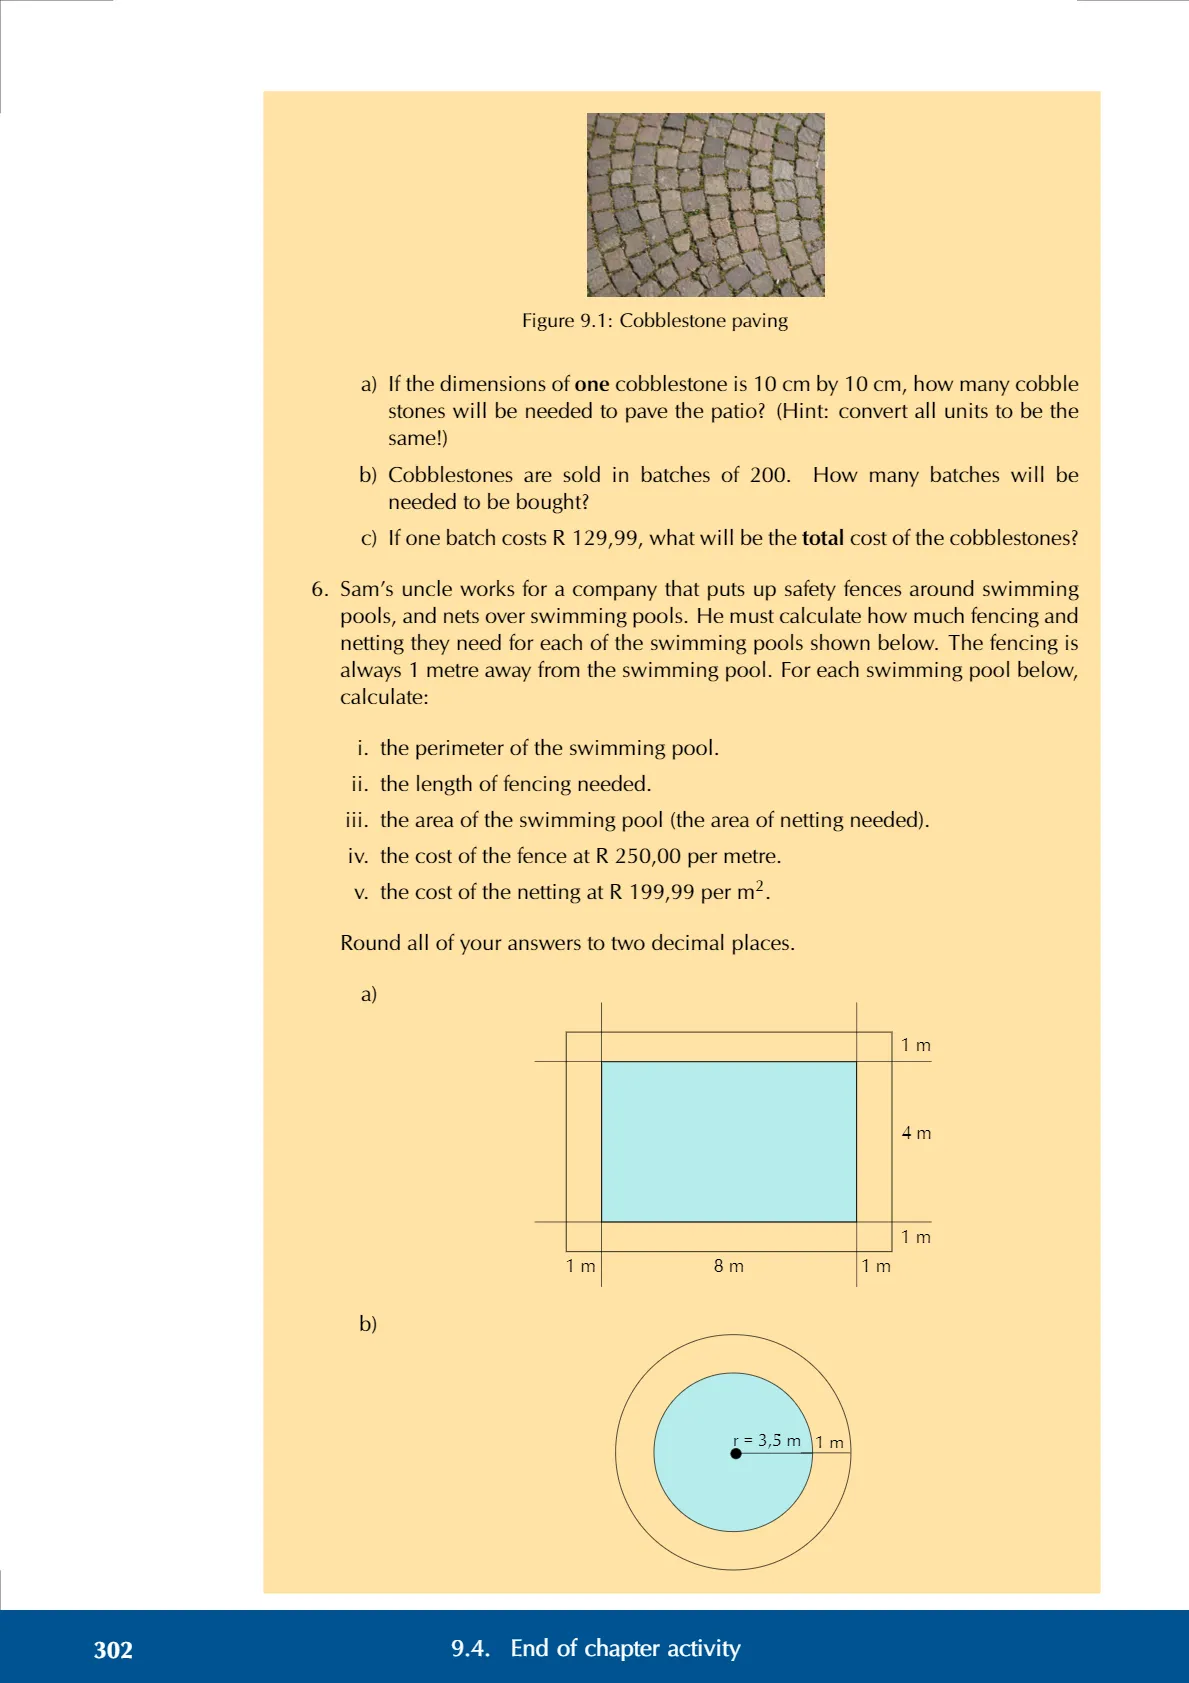 Figure 9.1: Cobblestone paving
a) If the dimensions of one cobblestone is 10 cm by 10 cm, how many cobble
stones will be needed to pave the patio? (Hint: convert all units to be the
same!)
b) Cobblestones are sold in batches of 200. How many batches will be
needed to be bought?
c) If one batch costs R 129,99, what will be the total cost of the cobblestones?
6. Sam's uncle works for a company that puts up safety fences around swimming
pools, and nets over swimming pools. He must calculate how much fencing and
netting they need for each of the swimming pools shown below. The fencing is
always 1 metre away from the swimming pool. For each swimming pool below,
calculate:
i. the perimeter of the swimming pool.
ii. the length of fencing needed.
iii. the area of the swimming pool (the area of netting needed).
iv. the cost of the fence at R 250,00 per metre.
v. the cost of the netting at R 199,99 per m².
Round all of your answers to two decimal places.
a)
1 m
4 m
1 m
1 m 8 m 1 m
b)
r = 3,5 m 1 m
302 9.4. End of chapter activity